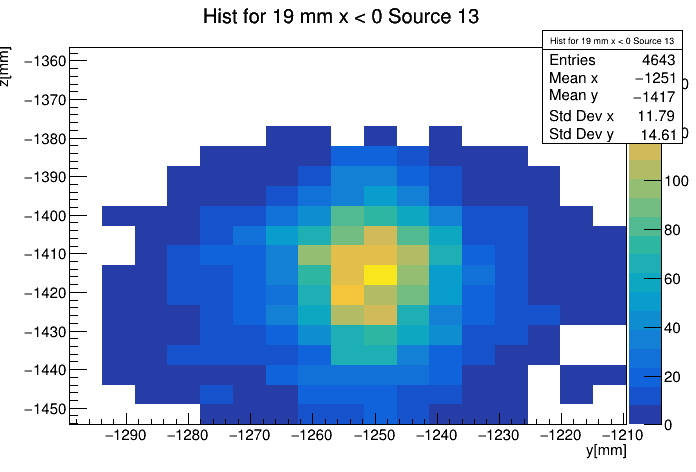 Hist for 19 mm x < 0 Source 13
Hist for 19 mm x < 0 Source 13
Entries 4643
Mean x −1251
Mean y −1417
Std Dev x 11.79
Std Dev y 14.61
z[mm]
−1360
−1370
−1380
−1390
−1400
−1410
−1420
−1430
−1440
−1450
100
80
60
40
20
0
−1290 −1280 −1270 −1260 −1250 −1240 −1230 −1220 −1210
y[mm]